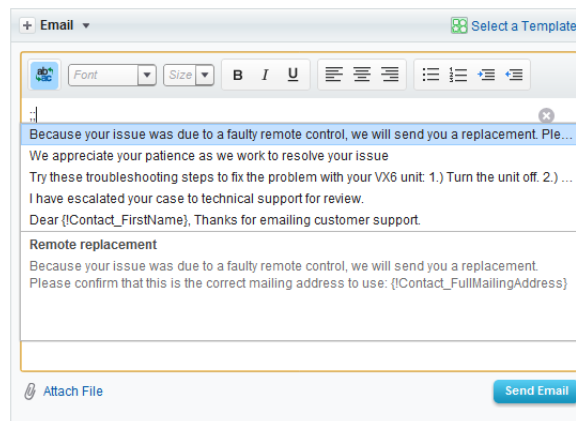 Email
Select a Template
Font Size B I U
;;
Because your issue was due to a faulty remote control, we will send you a replacement. Ple...
We appreciate your patience as we work to resolve your issue
Try these troubleshooting steps to fix the problem with your VX6 unit: 1.) Turn the unit off. 2.) ...
I have escalated your case to technical support for review.
Dear {!Contact_FirstName}, Thanks for emailing customer support.
Remote replacement
Because your issue was due to a faulty remote control, we will send you a replacement.
Please confirm that this is the correct mailing address to use: {!Contact_FullMailingAddress}
Attach File
Send Email